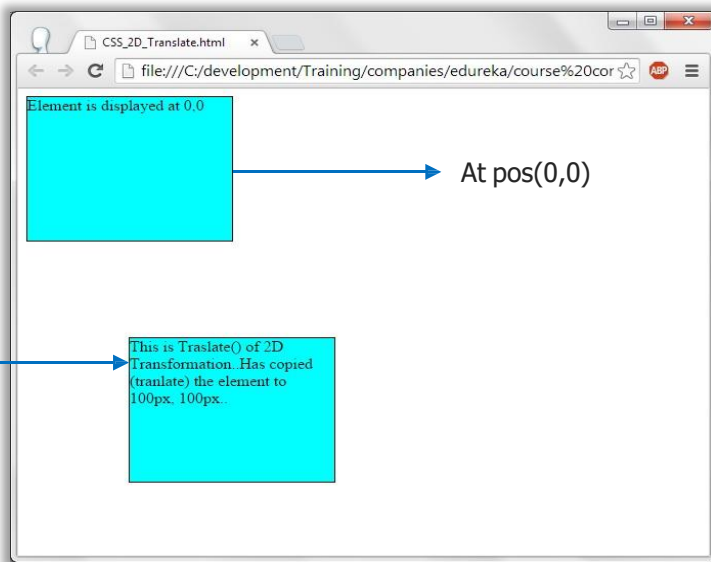 CSS_2D_Translate.html
file:///C:/development/Training/companies/edureka/course%20cor
ABP
Element is displayed at 0,0
At pos(0,0)
This is Traslate() of 2D
Transformation..Has copied
(tranlate) the element to
100px, 100px..